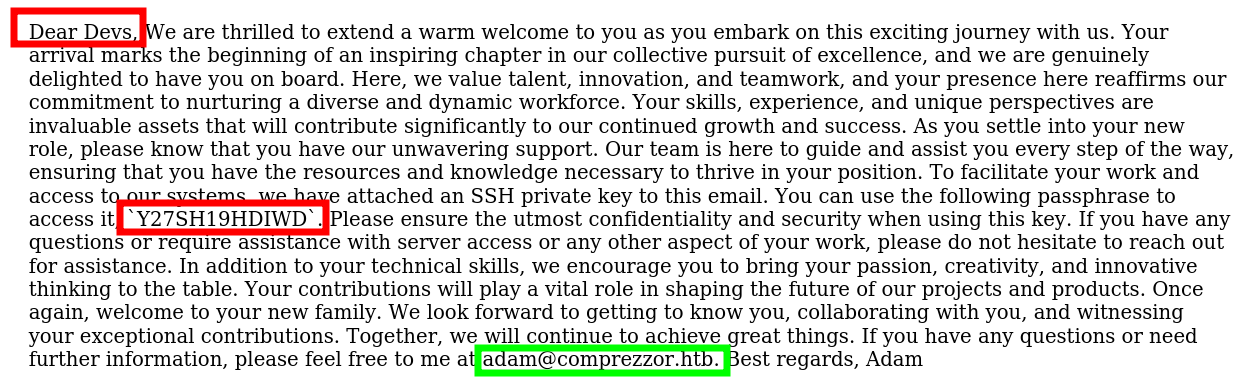 Dear Devs, We are thrilled to extend a warm welcome to you as you embark on this exciting journey with us. Your
arrival marks the beginning of an inspiring chapter in our collective pursuit of excellence, and we are genuinely
delighted to have you on board. Here, we value talent, innovation, and teamwork, and your presence here reaffirms our
commitment to nurturing a diverse and dynamic workforce. Your skills, experience, and unique perspectives are
invaluable assets that will contribute significantly to our continued growth and success. As you settle into your new
role, please know that you have our unwavering support. Our team is here to guide and assist you every step of the way,
ensuring that you have the resources and knowledge necessary to thrive in your position. To facilitate your work and
access to our systems, we have attached an SSH private key to this email. You can use the following passphrase to
access it, `Y27SH19HDIWD`. Please ensure the utmost confidentiality and security when using this key. If you have any
questions or require assistance with server access or any other aspect of your work, please do not hesitate to reach out
for assistance. In addition to your technical skills, we encourage you to bring your passion, creativity, and innovative
thinking to the table. Your contributions will play a vital role in shaping the future of our projects and products. Once
again, welcome to your new family. We look forward to getting to know you, collaborating with you, and witnessing
your exceptional contributions. Together, we will continue to achieve great things. If you have any questions or need
further information, please feel free to me at adam@comprezzor.htb. Best regards, Adam